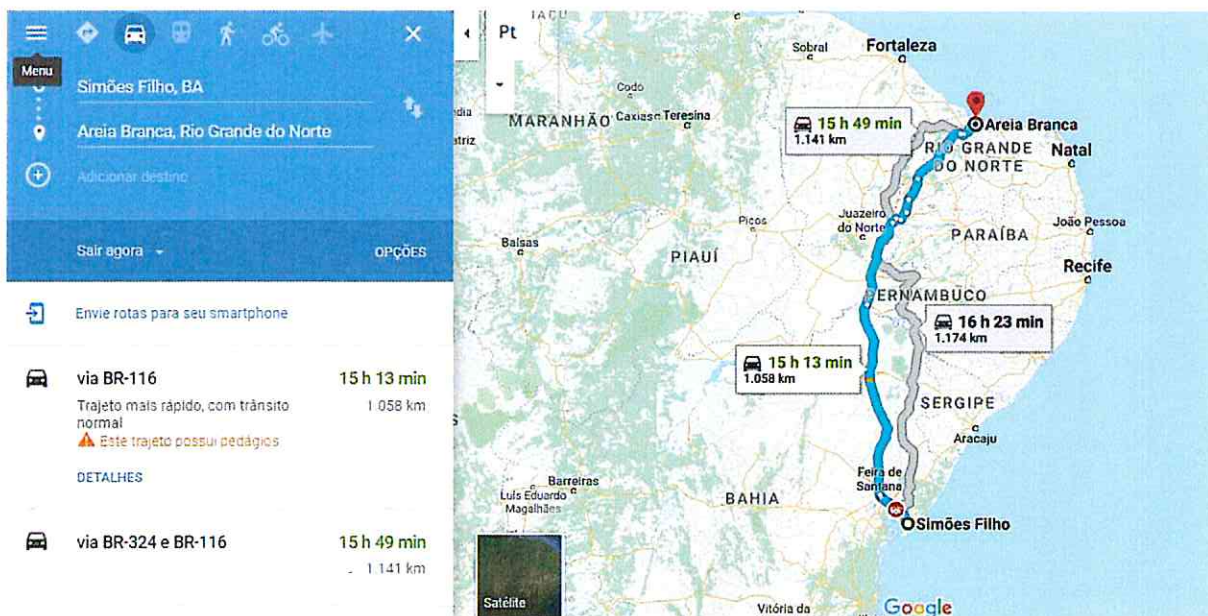 Menu
Simões Filho, BA
Areia Branca, Rio Grande do Norte
Adicionar destino
Sair agora
OPÇÕES
Envie rotas para seu smartphone
via BR-116
15 h 13 min
Trajeto mais rápido, com trânsito
1.058 km
normal
Este trajeto possui pedágios
DETALHES
via BR-324 e BR-116
15 h 49 min
1.141 km
Pt
Sobral
Fortaleza
Codó
MARANHÃO
Caxias
Teresina
15 h 49 min
1.141 km
Areia Branca
RIO GRANDE
DO NORTE
Natal
Picos
Juazeiro
do Norte
PARAÍBA
João Pessoa
Balsas
PIAUÍ
Recife
PERNAMBUCO
16 h 23 min
1.174 km
15 h 13 min
1.058 km
SERGIPE
Aracaju
Feira de
Santana
Barreiras
Luís Eduardo
Magalhães
BAHIA
Simões Filho
Satélite
Vitória da
Google